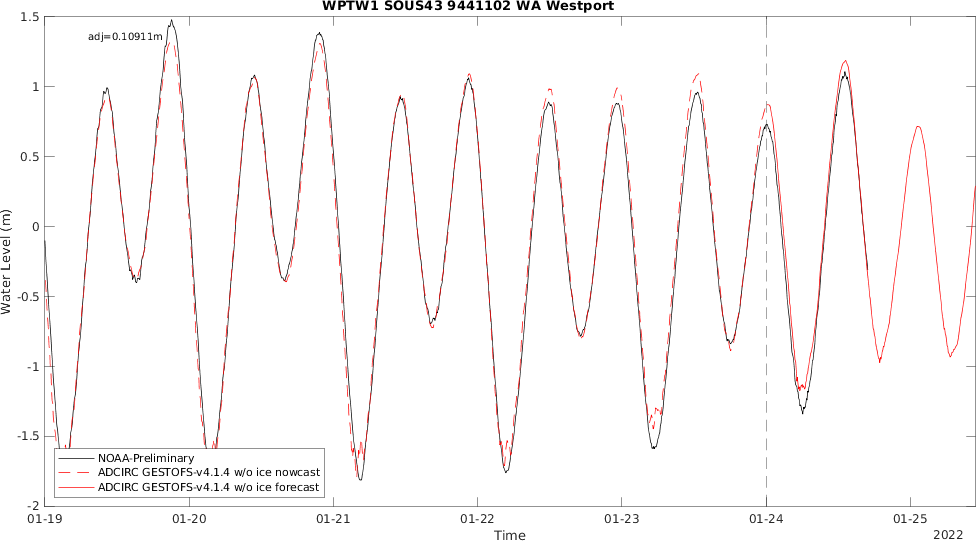 WPTW1 SOUS43 9441102 WA Westport
adj=0.10911m
1.5
1
0.5
0
-0.5
-1
-1.5
-2
Water Level (m)
NOAA-Preliminary
ADCIRC GESTOFS-v4.1.4 w/o ice nowcast
ADCIRC GESTOFS-v4.1.4 w/o ice forecast
01-19 01-20 01-21 01-22 01-23 01-24 01-25
Time
2022